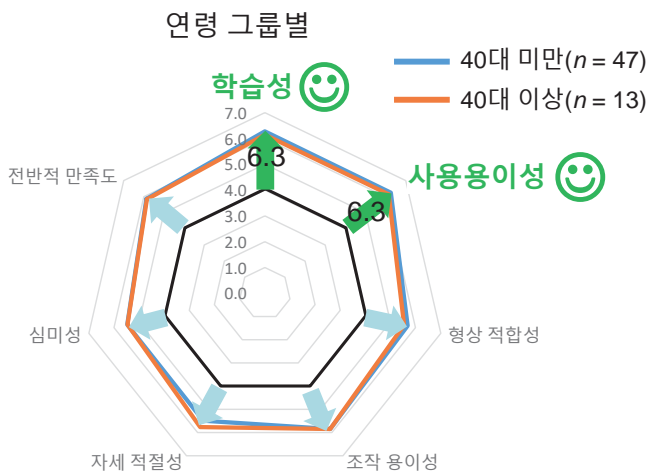 연령 그룹별
40대 미만(n = 47)
40대 이상(n = 13)
학습성
7.0
6.0
6.3
5.0
4.0
3.0
2.0
1.0
0.0
사용용이성
6.3
전반적 만족도
형상 적합성
심미성
자세 적절성
조작 용이성